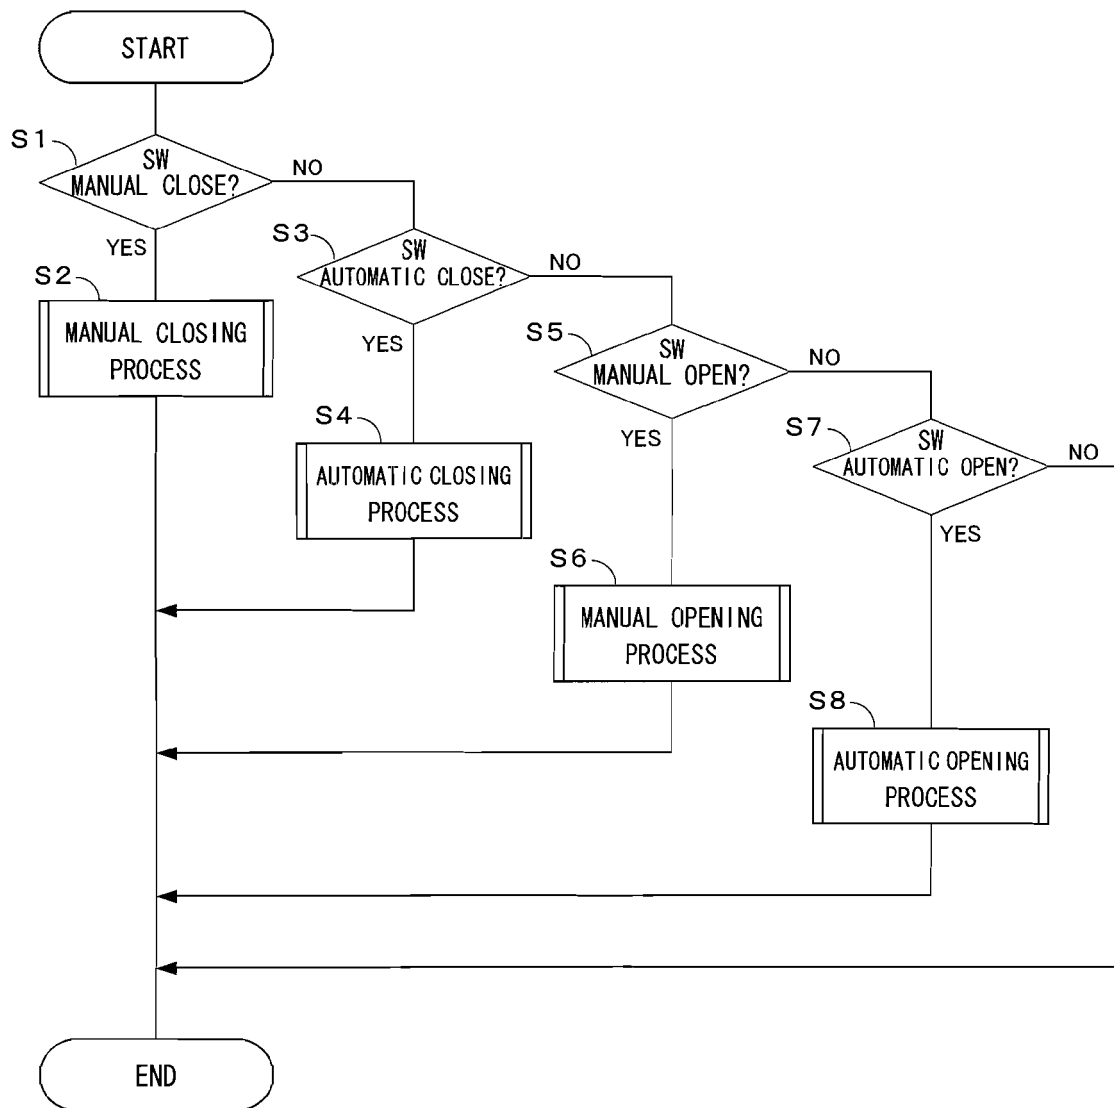 START
S1
SW
MANUAL CLOSE?
NO
YES
S2
MANUAL CLOSING
PROCESS
S3
SW
AUTOMATIC CLOSE?
NO
YES
S4
AUTOMATIC CLOSING
PROCESS
S5
SW
MANUAL OPEN?
NO
YES
S6
MANUAL OPENING
PROCESS
S7
SW
AUTOMATIC OPEN?
NO
YES
S8
AUTOMATIC OPENING
PROCESS
END